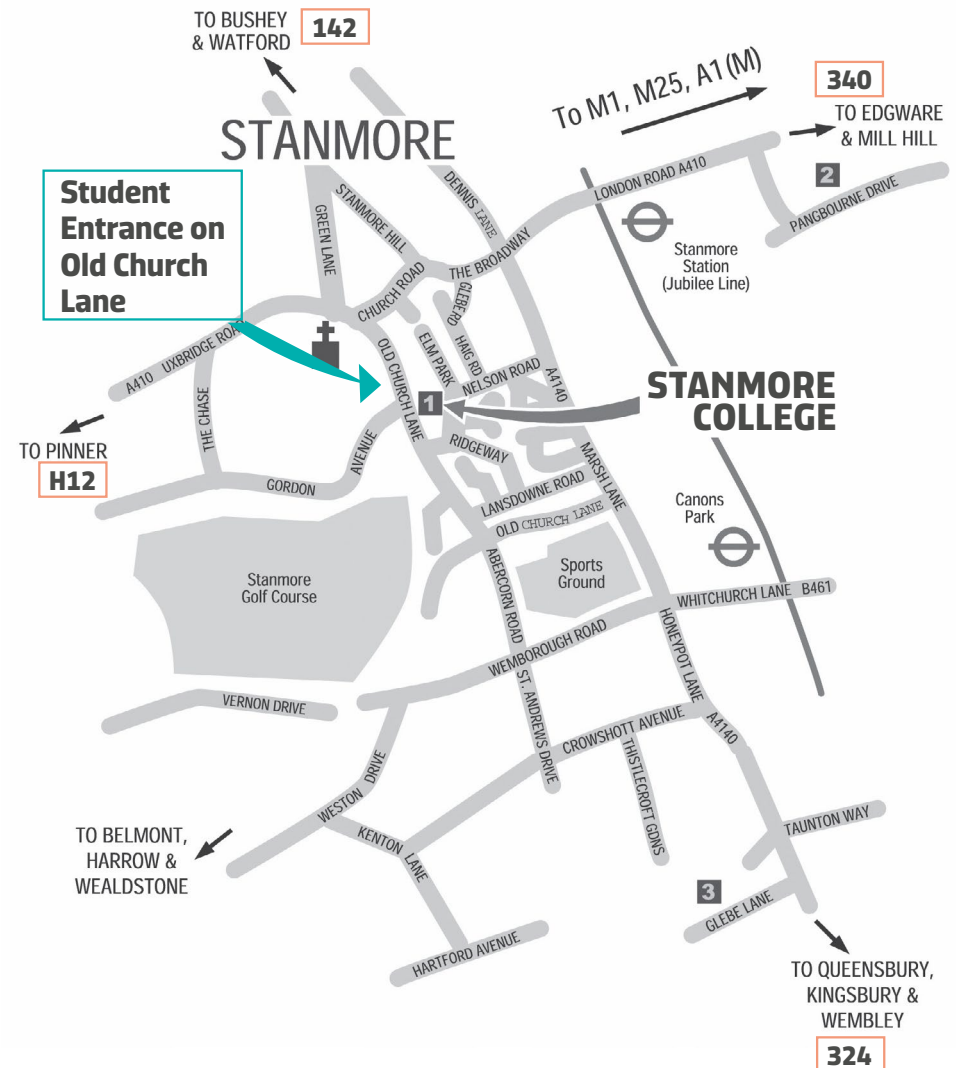 TO BUSHEY
& WATFORD
142
To M1, M25, A1(M)
340
TO EDGWARE
& MILL HILL
STANMORE
Student
Entrance on
Old Church
Lane
DENNIS LANE
LONDON ROAD A410
2
PANGBOURNE DRIVE
STANMORE HILL
GREEN LANE
THE BROADWAY
Stanmore
Station
(Jubilee Line)
CHURCH ROAD
GLEBE RD
A410 UXBRIDGE ROAD
ELM PARK
HAIG RD
OLD CHURCH LANE
NELSON ROAD
A4140
STANMORE
COLLEGE
1
THE CHASE
TO PINNER
H12
GORDON AVENUE
RIDGEWAY
MARSH LANE
LANSDOWNE ROAD
Canons
Park
OLD CHURCH LANE
Stanmore
Golf Course
ABERCORN ROAD
Sports
Ground
WHITCHURCH LANE B461
WEMBOROUGH ROAD
HONEYPOT LANE
VERNON DRIVE
ST. ANDREWS DRIVE
CROWSHOTT AVENUE
A4140
THISTLECROFT GDNS
WESTON DRIVE
KENTON LANE
TAUNTON WAY
TO BELMONT,
HARROW &
WEALDSTONE
3
GLEBE LANE
HARTFORD AVENUE
TO QUEENSBURY,
KINGSBURY &
WEMBLEY
324